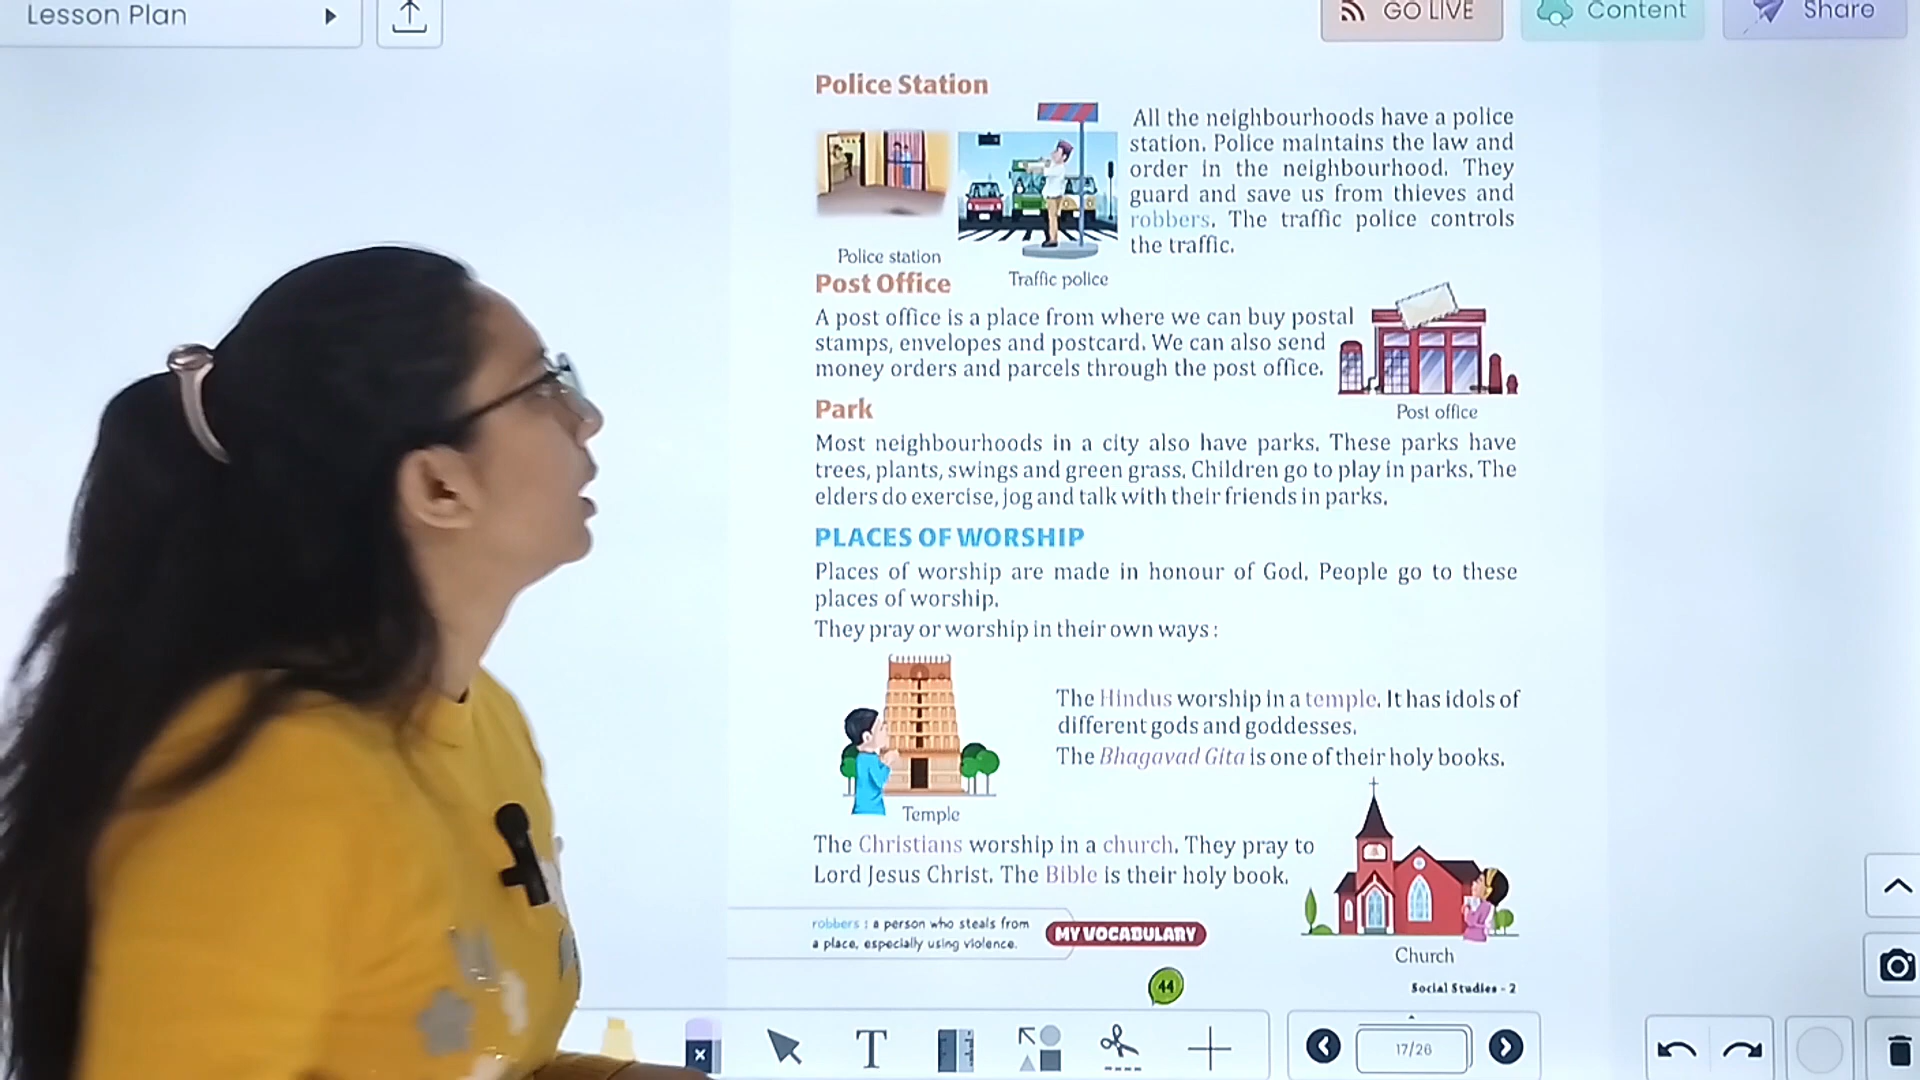 Lesson Plan
GO LIVE
Content
Share
Police Station
All the neighbourhoods have a police
station. Police maintains the law and
order in the neighbourhood. They
guard and save us from thieves and
robbers. The traffic police controls
the traffic.
Police station
Traffic police
Post Office
A post office is a place from where we can buy postal
stamps, envelopes and postcard. We can also send
money orders and parcels through the post office.
Post office
Park
Most neighbourhoods in a city also have parks. These parks have
trees, plants, swings and green grass. Children go to play in parks. The
elders do exercise, jog and talk with their friends in parks.
PLACES OF WORSHIP
Places of worship are made in honour of God. People go to these
places of worship.
They pray or worship in their own ways :
The Hindus worship in a temple. It has idols of
different gods and goddesses.
The Bhagavad Gita is one of their holy books.
Temple
The Christians worship in a church. They pray to
Lord Jesus Christ. The Bible is their holy book.
Church
robbers : a person who steals from
a place, especially using violence.
MY VOCABULARY
44
Social Studies - 2
T
17/26